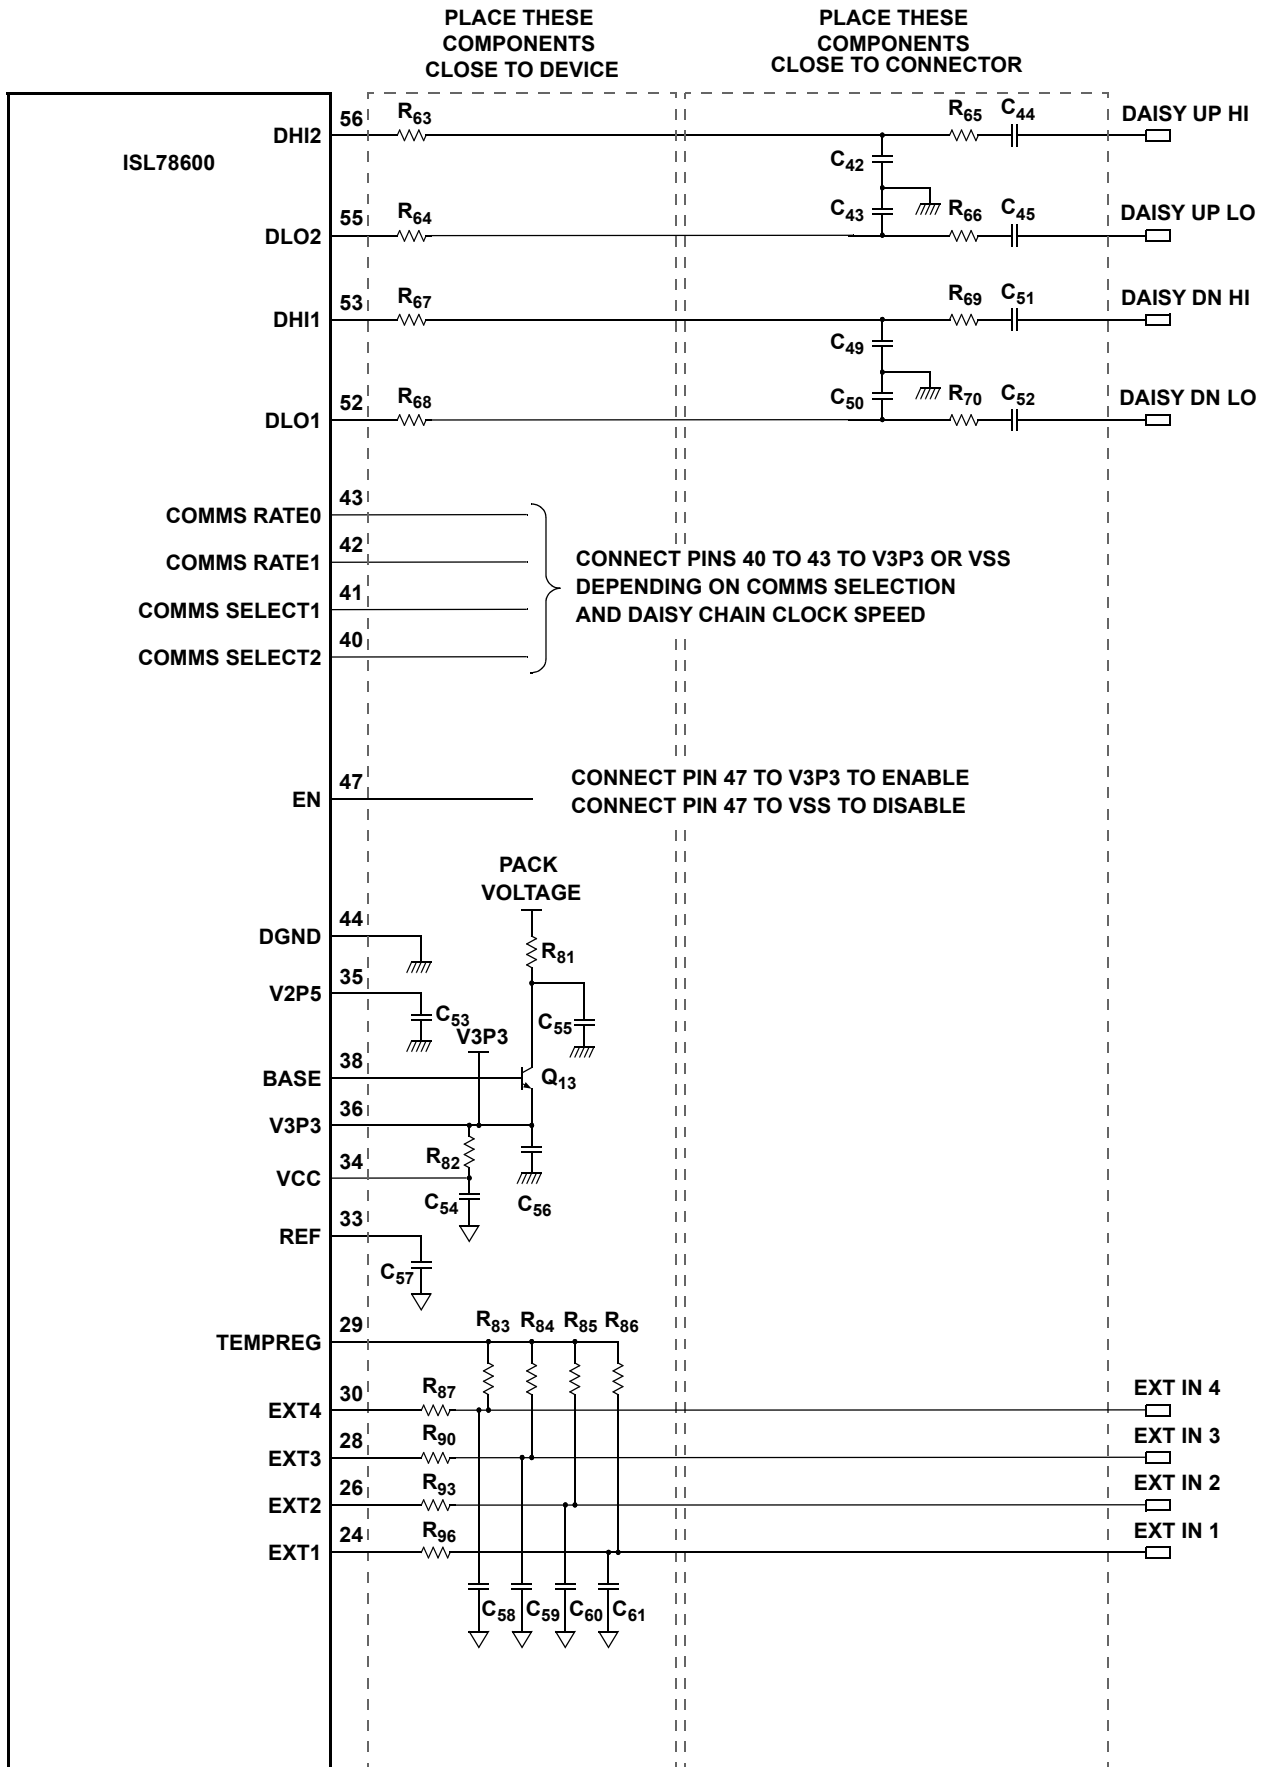 PLACE THESE
COMPONENTS
CLOSE TO DEVICE
PLACE THESE
COMPONENTS
CLOSE TO CONNECTOR
ISL78600
DHI2 56 R63 R65 C44 DAISY UP HI
C42
DLO2 55 R64 C43 R66 C45 DAISY UP LO
DHI1 53 R67 R69 C51 DAISY DN HI
C49
DLO1 52 R68 C50 R70 C52 DAISY DN LO
COMMS RATE0 43
COMMS RATE1 42
COMMS SELECT1 41
COMMS SELECT2 40
CONNECT PINS 40 TO 43 TO V3P3 OR VSS
DEPENDING ON COMMS SELECTION
AND DAISY CHAIN CLOCK SPEED
EN 47
CONNECT PIN 47 TO V3P3 TO ENABLE
CONNECT PIN 47 TO VSS TO DISABLE
PACK
VOLTAGE
DGND 44
R81
V2P5 35
C53 C55
V3P3
BASE 38 Q13
V3P3 36
R82
VCC 34
C54 C56
REF 33
C57
TEMPREG 29 R83 R84 R85 R86
EXT4 30 R87 EXT IN 4
EXT3 28 R90 EXT IN 3
EXT2 26 R93 EXT IN 2
EXT1 24 R96 EXT IN 1
C58 C59 C60 C61